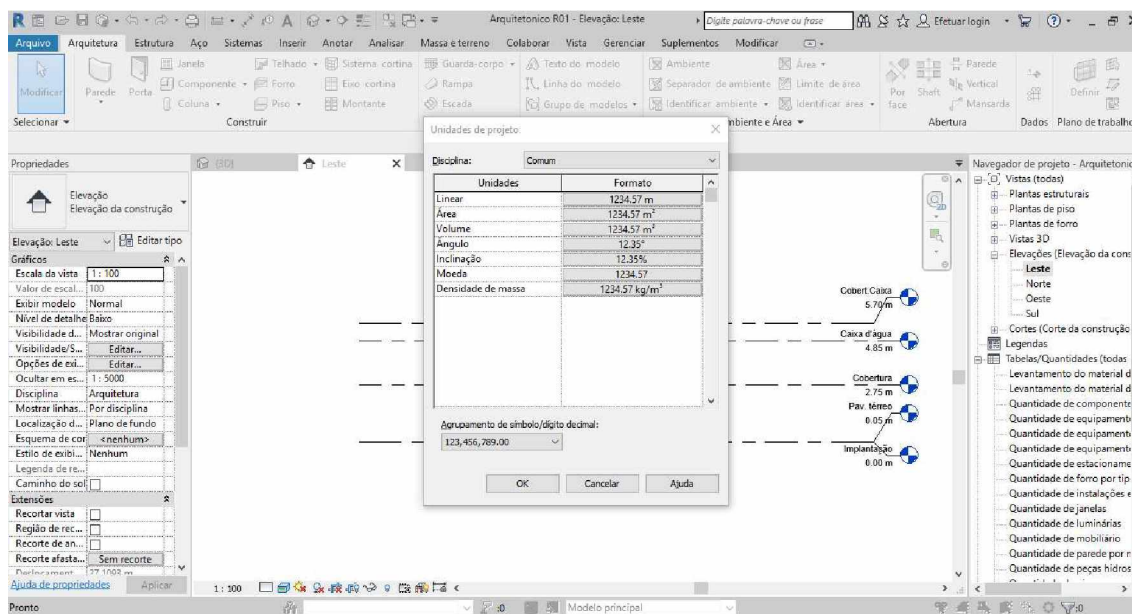 Arquitetonico R01 - Elevação: Leste
Digite palavra-chave ou frase
Efetuar login
Arquivo Arquitetura Estrutura Aço Sistemas Inserir Anotar Analisar Massa e terreno Colaborar Vista Gerenciar Suplementos Modificar
Modificar
Parede
Porta
Janela
Componente
Coluna
Telhado
Forro
Piso
Sistema cortina
Eixo cortina
Montante
Guarda-corpo
Rampa
Escada
Texto do modelo
Linha do modelo
Grupo de modelos
Ambiente
Separador de ambiente
Identificar ambiente
Área
Limite de área
Identificar área
Por face
Shaft
Parede
Vertical
Mansarda
Definir
Selecionar
Construir
mbiente e Área
Abertura
Dados
Plano de trabalho
Propriedades
Elevação
Elevação da construção
Elevação: Leste
Editar tipo
Gráficos
Escala da vista 1 : 100
Valor de escal... 100
Exibir modelo Normal
Nível de detalhe Baixo
Visibilidade d... Mostrar original
Visibilidade/S... Editar...
Opções de exi... Editar...
Ocultar em es... 1 : 5000
Disciplina Arquitetura
Mostrar linhas... Por disciplina
Localização d... Plano de fundo
Esquema de cor <nenhum>
Estilo de exibi... Nenhum
Legenda de re...
Caminho do sol
Extensões
Recortar vista
Região de rec...
Recorte de an...
Recorte afasta... Sem recorte
Deslocament... 37.1093 m
Ajuda de propriedades
Aplicar
Pronto
{3D}
Leste
Unidades de projeto:
Disciplina: Comum
Unidades Formato
Linear 1234.57 m
Área 1234.57 m²
Volume 1234.57 m³
Ângulo 12.35°
Inclinação 12.35%
Moeda 1234.57
Densidade de massa 1234.57 kg/m³
Agrupamento de símbolo/dígito decimal:
123,456,789.00
OK Cancelar Ajuda
Cobert.Caixa
5.70 m
Caixa d'água
4.85 m
Cobertura
2.75 m
Pav. térreo
0.05 m
Implantação
0.00 m
1 : 100
:0
Modelo principal
:0
Navegador de projeto - Arquitetonic
Vistas (todas)
Plantas estruturais
Plantas de piso
Plantas de forro
Vistas 3D
Elevações (Elevação da cons
Leste
Norte
Oeste
Sul
Cortes (Corte da construção
Legendas
Tabelas/Quantidades (todas
Levantamento do material d
Levantamento do material d
Quantidade de componente
Quantidade de equipament
Quantidade de equipament
Quantidade de equipament
Quantidade de estacioname
Quantidade de forro por tip
Quantidade de instalações e
Quantidade de janelas
Quantidade de luminárias
Quantidade de mobiliário
Quantidade de parede por r
Quantidade de peças hidros